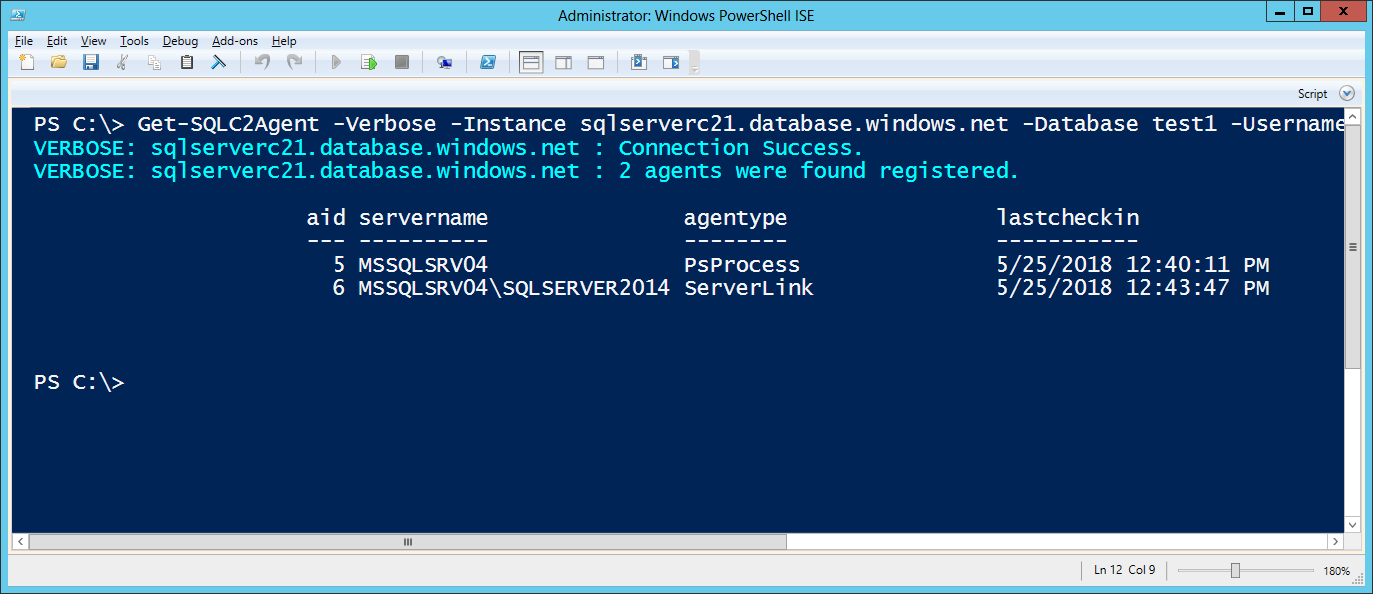 Administrator: Windows PowerShell ISE
File Edit View Tools Debug Add-ons Help
Script
PS C:\> Get-SQLC2Agent -Verbose -Instance sqlserverc21.database.windows.net -Database test1 -Username
VERBOSE: sqlserverc21.database.windows.net : Connection Success.
VERBOSE: sqlserverc21.database.windows.net : 2 agents were found registered.
aid servername agentype lastcheckin
--- ---------- -------- -----------
5 MSSQLSRV04 PsProcess 5/25/2018 12:40:11 PM
6 MSSQLSRV04\SQLSERVER2014 ServerLink 5/25/2018 12:43:47 PM
PS C:\>
Ln 12 Col 9 180%